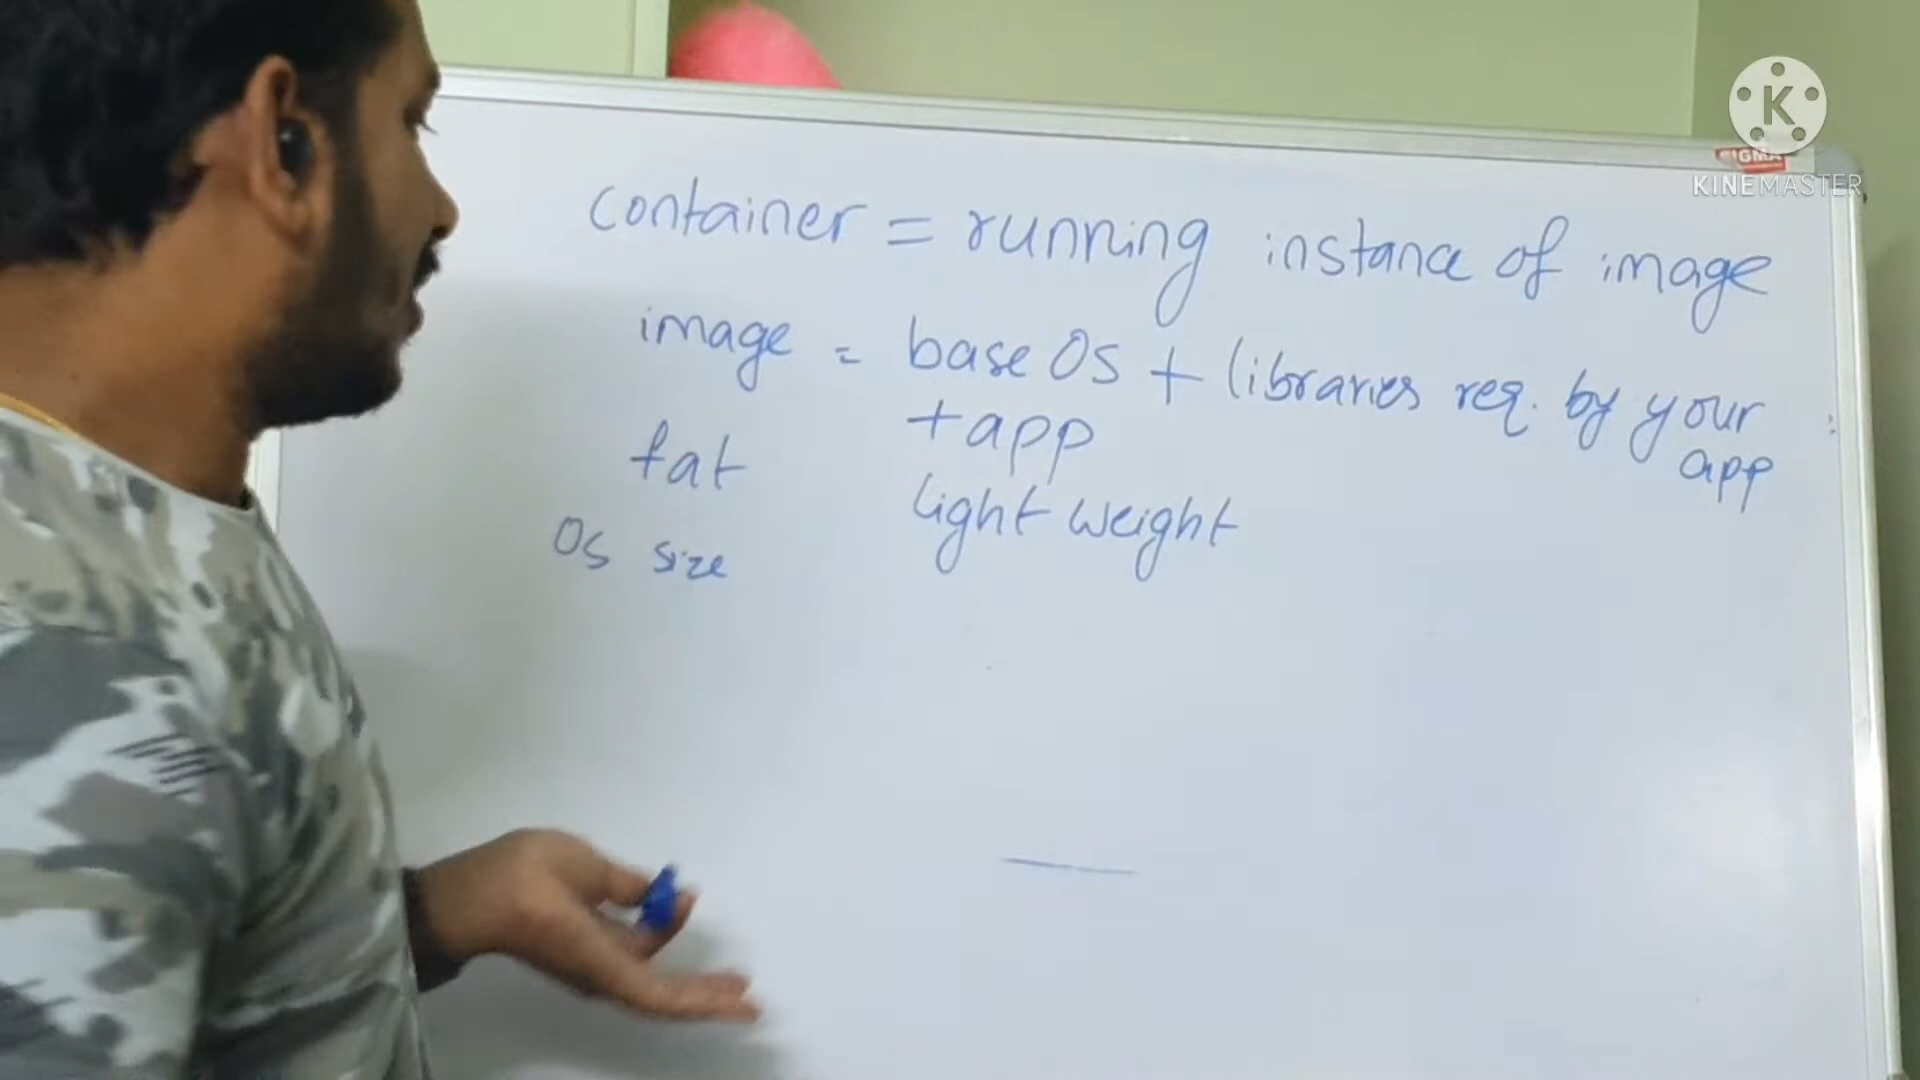 K
SIGMA
KINEMASTER
container = running instance of image
image = base OS + libraries req. by your app
+ app
fat
light weight
OS size